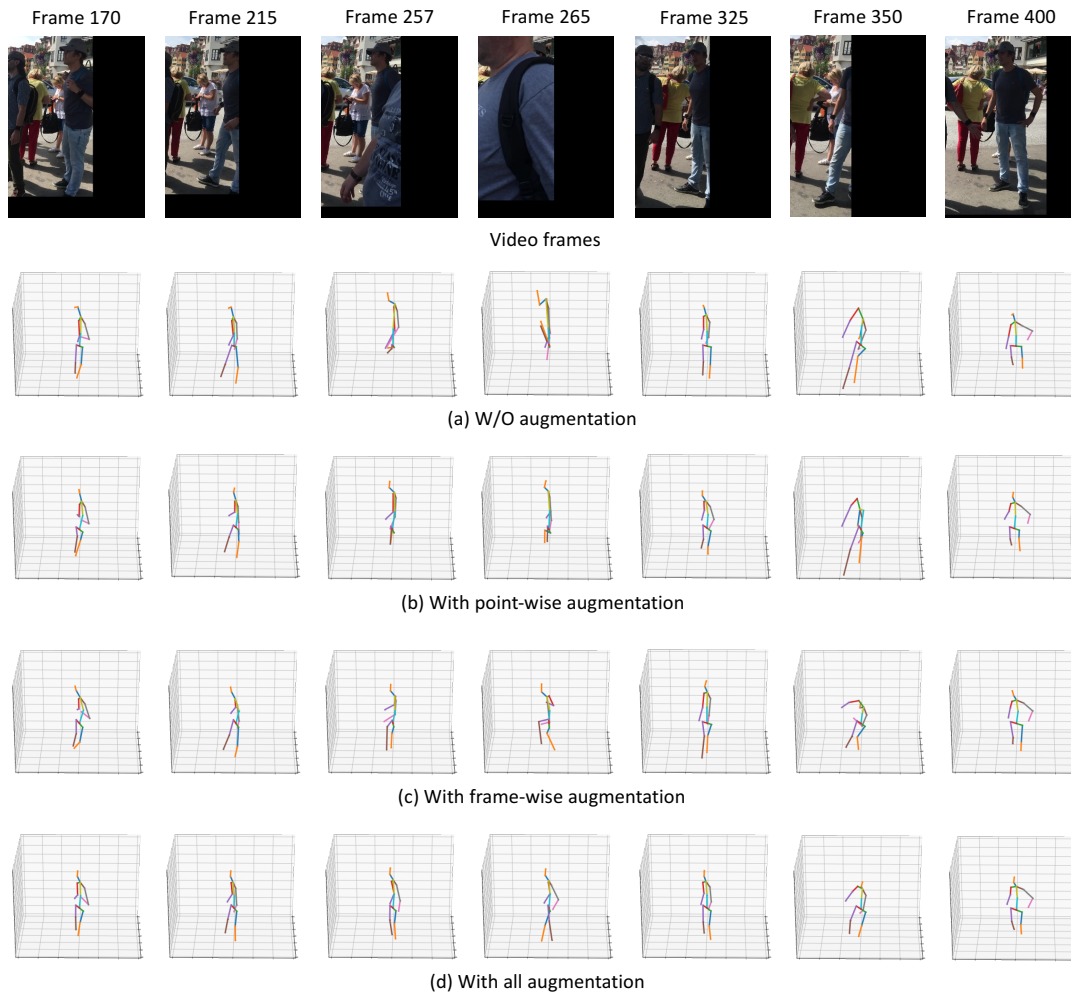 Frame 170 Frame 215 Frame 257 Frame 265 Frame 325 Frame 350 Frame 400
Video frames
(a) W/O augmentation
(b) With point-wise augmentation
(c) With frame-wise augmentation
(d) With all augmentation